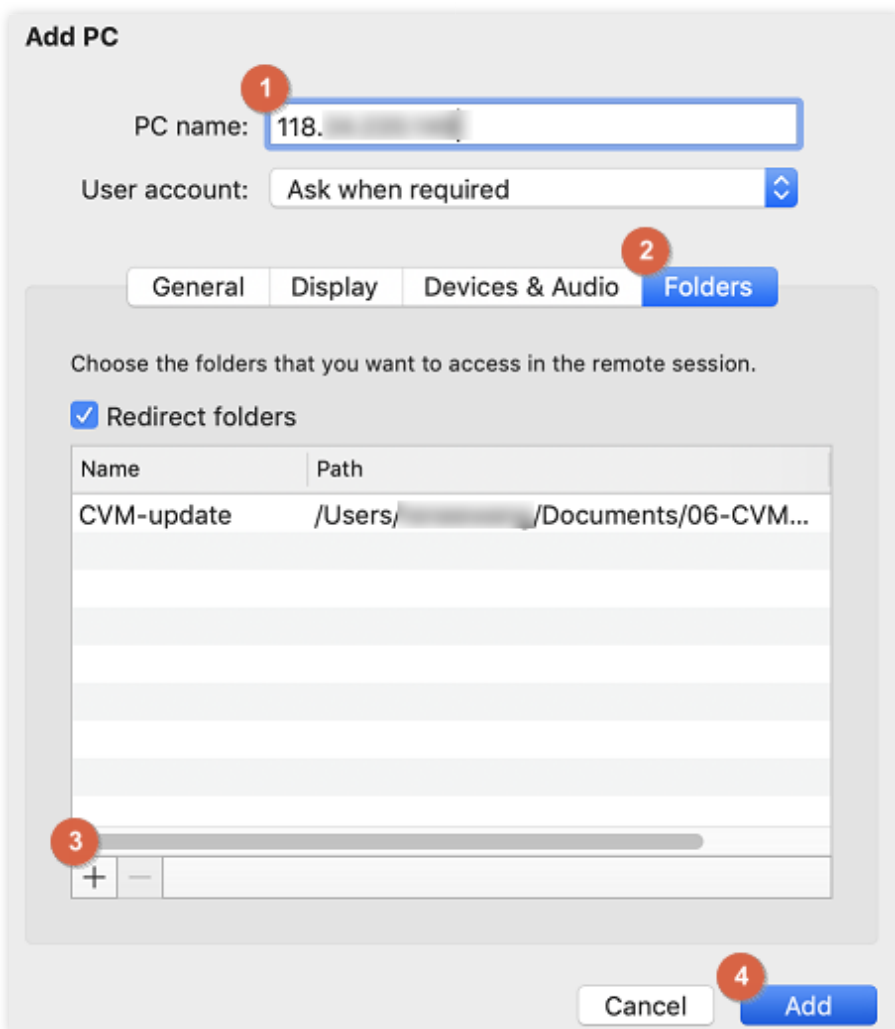 Add PC
1
PC name: 118.
User account: Ask when required
2
General Display Devices & Audio Folders
Choose the folders that you want to access in the remote session.
Redirect folders
Name Path
CVM-update /Users/ /Documents/06-CVM...
3
+ −
4
Cancel Add